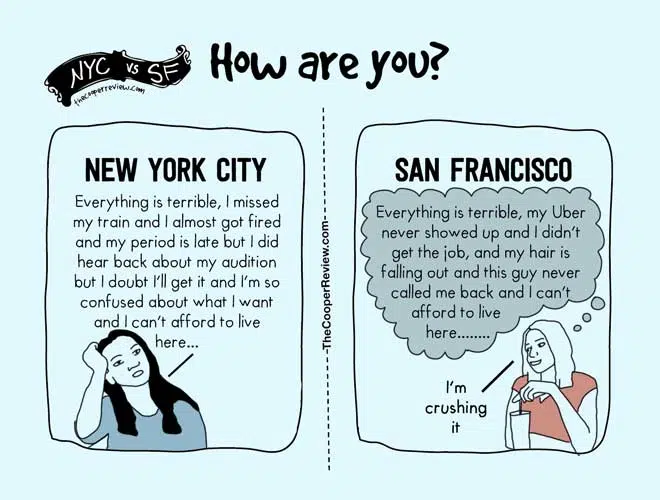 NYC vs SF
thecooperreview.com
How are you?
NEW YORK CITY
Everything is terrible, I missed
my train and I almost got fired
and my period is late but I did
hear back about my audition
but I doubt I'll get it and I'm so
confused about what I want
and I can't afford to live
here...
TheCooperReview.com
SAN FRANCISCO
Everything is terrible, my Uber
never showed up and I didn't
get the job, and my hair is
falling out and this guy never
called me back and I can't
afford to live
here........
I'm
crushing
it